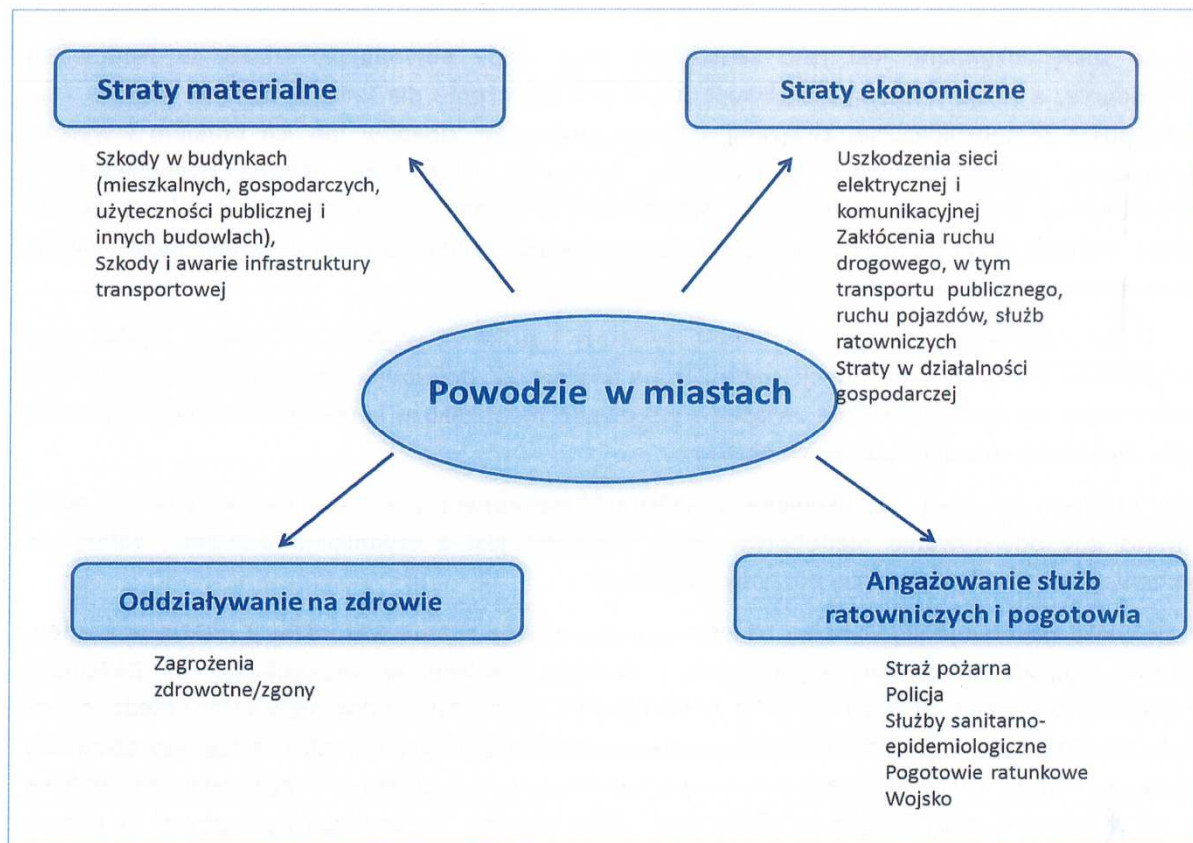 Straty materialne
Szkody w budynkach
(mieszkalnych, gospodarczych,
użyteczności publicznej i
innych budowlach),
Szkody i awarie infrastruktury
transportowej
Straty ekonomiczne
Uszkodzenia sieci
elektrycznej i
komunikacyjnej
Zakłócenia ruchu
drogowego, w tym
transportu publicznego,
ruchu pojazdów, służb
ratowniczych
Straty w działalności
gospodarczej
Powodzie w miastach
Oddziaływanie na zdrowie
Zagrożenia
zdrowotne/zgony
Angażowanie służb
ratowniczych i pogotowia
Straż pożarna
Policja
Służby sanitarno-
epidemiologiczne
Pogotowie ratunkowe
Wojsko